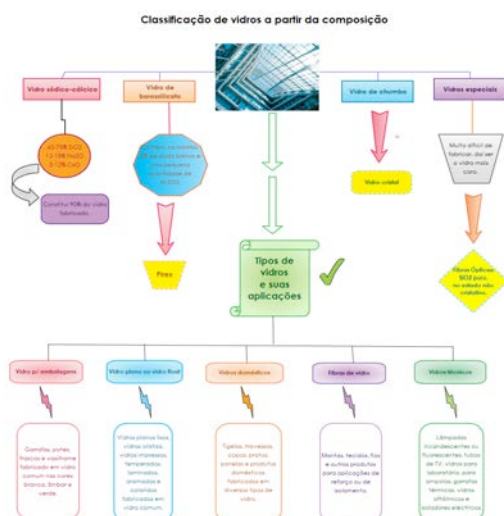 Classificação de vidros a partir da composição
Vidro sódico-cálcico
Vidro de
borossilicato
Vidro de chumbo
Vidros especiais
Constitui 90% do vidro
fabricado.
Vidro cristal
Muito difícil de
fabricar, daí ser
o vidro mais
caro.
Pirex
Fibras Ópticas
SiO2 puro,
no estado não
cristalino.
Tipos de
vidros
e suas
aplicações
Vidro p/ embalagens
Vidro plano ou vidro float
Vidros domésticos
Fibras de vidro
Vidros técnicos
Garrafas, potes,
frascos e vasilhame
fabricado em vidro
comum nas cores
branca, âmbar e
verde.
Vidros planos lisos,
vidros cristais,
vidros impressos,
temperados,
laminados,
aramados e
coloridos
fabricados em
vidro comum.
Tigelas, travessas,
copos, pratos,
panelas e produtos
domésticos
fabricados em
diversos tipos de
vidro.
Mantas, tecidos, fios
e outros produtos
para aplicações de
reforço ou de
isolamento.
Lâmpadas
incandescentes ou
fluorescentes, tubos
de TV, vidros para
laboratório, para
ampolas, garrafas
térmicas, vidros
oftálmicos e
isoladores eléctricos.